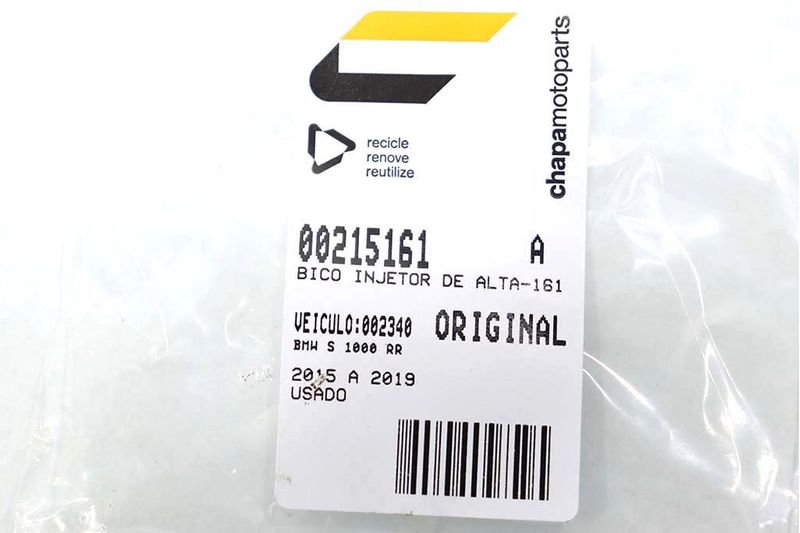 chapamotoparts
recicle
renove
reutilize
00215161 A
BICO INJETOR DE ALTA-161
VEICULO:002340 ORIGINAL
BMW S 1000 RR
2015 A 2019
USADO